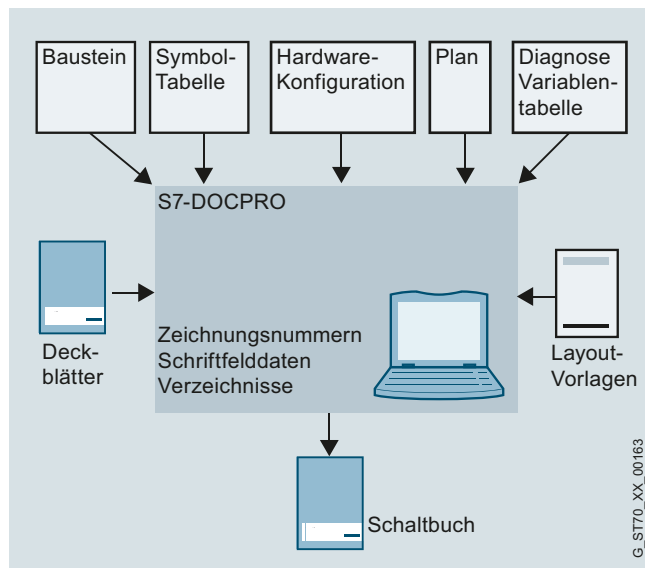 Baustein
Symbol-
Tabelle
Hardware-
Konfiguration
Plan
Diagnose
Variablen-
tabelle
S7-DOCPRO
Deck-
blätter
Zeichnungsnummern
Schriftfelddaten
Verzeichnisse
Layout-
Vorlagen
Schaltbuch
G_ST70_XX_00163